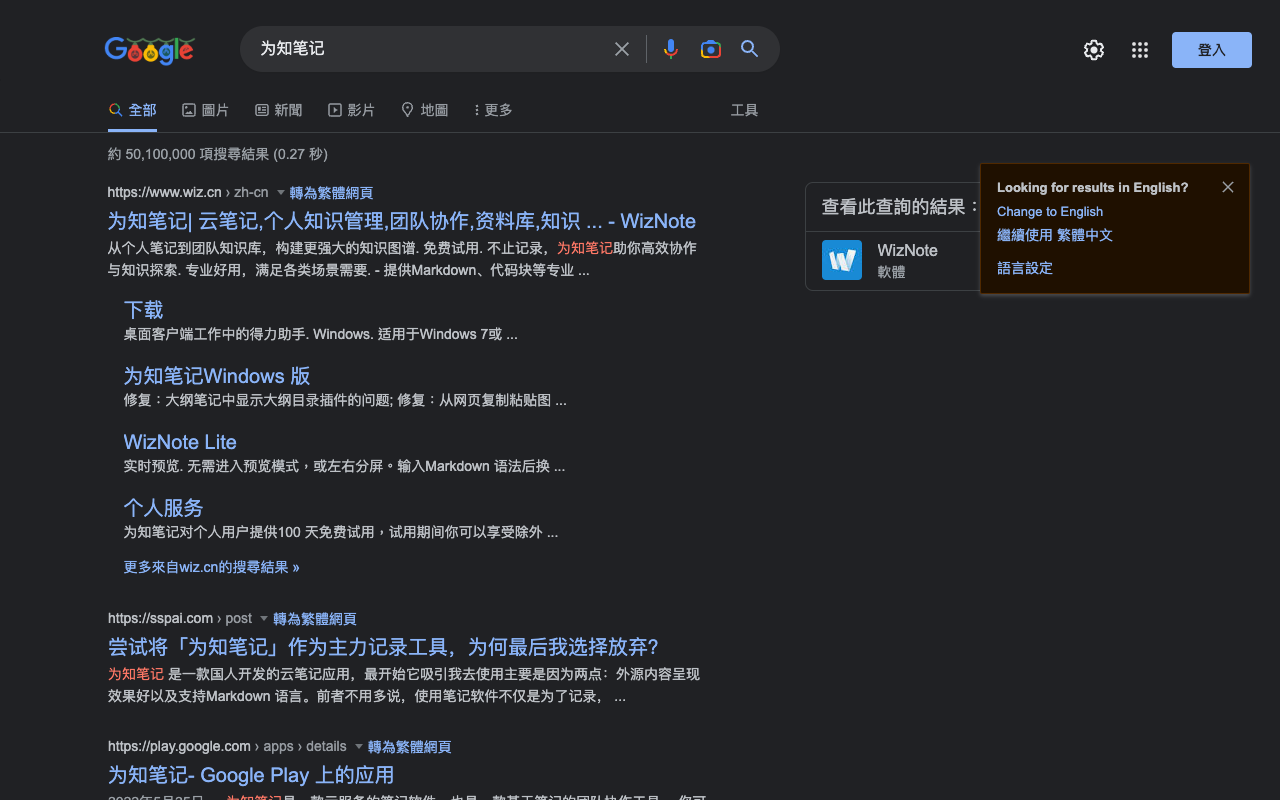 Google
为知笔记
登入
全部
圖片
新聞
影片
地圖
更多
工具
約 50,100,000 項搜尋結果 (0.27 秒)
https://www.wiz.cn › zh-cn 轉為繁體網頁
为知笔记| 云笔记,个人知识管理,团队协作,资料库,知识 ... - WizNote
从个人笔记到团队知识库，构建更强大的知识图谱. 免费试用. 不止记录，为知笔记助你高效协作
与知识探索. 专业好用，满足各类场景需要. - 提供Markdown、代码块等专业 ...
下载
桌面客户端工作中的得力助手. Windows. 适用于Windows 7或 ...
为知笔记Windows 版
修复：大纲笔记中显示大纲目录插件的问题; 修复：从网页复制粘贴图 ...
WizNote Lite
实时预览. 无需进入预览模式，或左右分屏。输入Markdown 语法后换 ...
个人服务
为知笔记对个人用户提供100 天免费试用，试用期间你可以享受除外 ...
更多來自wiz.cn的搜尋結果 »
https://sspai.com › post 轉為繁體網頁
尝试将「为知笔记」作为主力记录工具，为何最后我选择放弃?
为知笔记 是一款国人开发的云笔记应用，最开始它吸引我去使用主要是因为两点：外源内容呈现
效果好以及支持Markdown 语言。前者不用多说，使用笔记软件不仅是为了记录， ...
https://play.google.com › apps › details 轉為繁體網頁
为知笔记- Google Play 上的应用
查看此查詢的結果：
WizNote
軟體
Looking for results in English?
Change to English
繼續使用 繁體中文
語言設定